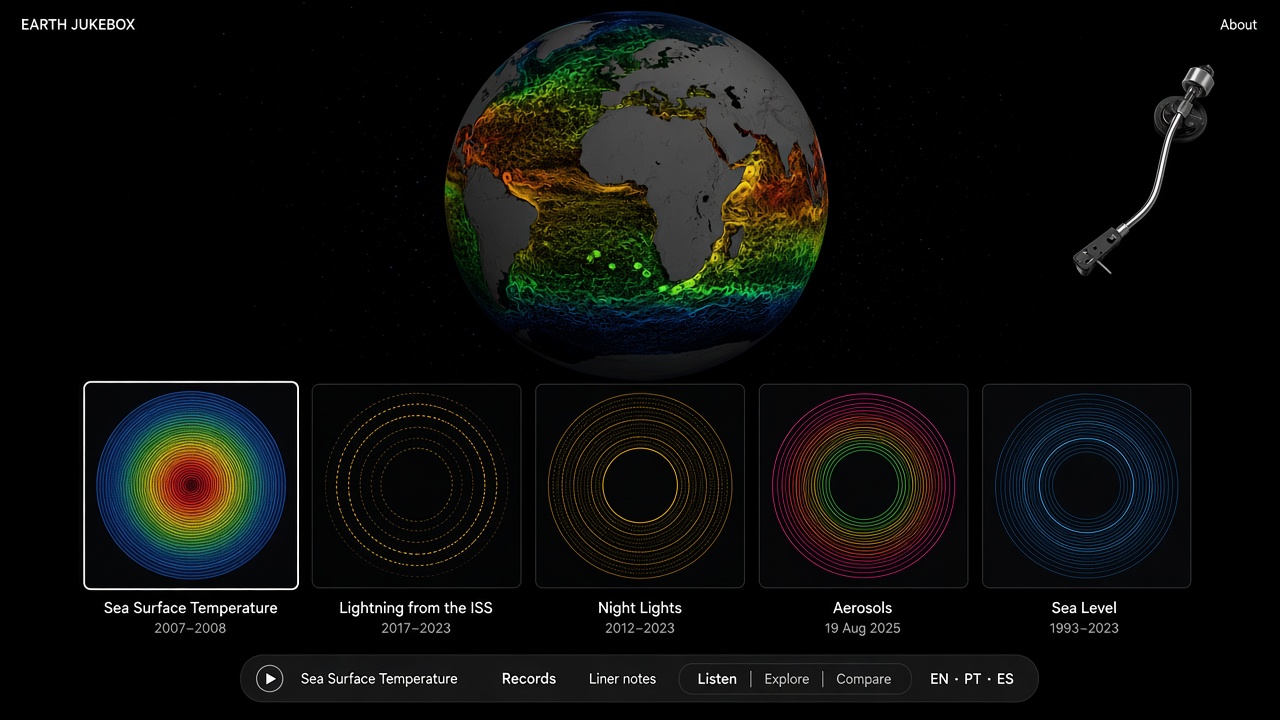 EARTH JUKEBOX
About
Sea Surface Temperature
2007–2008
Lightning from the ISS
2017–2023
Night Lights
2012–2023
Aerosols
19 Aug 2025
Sea Level
1993–2023
Sea Surface Temperature
Records
Liner notes
Listen | Explore | Compare
EN · PT · ES